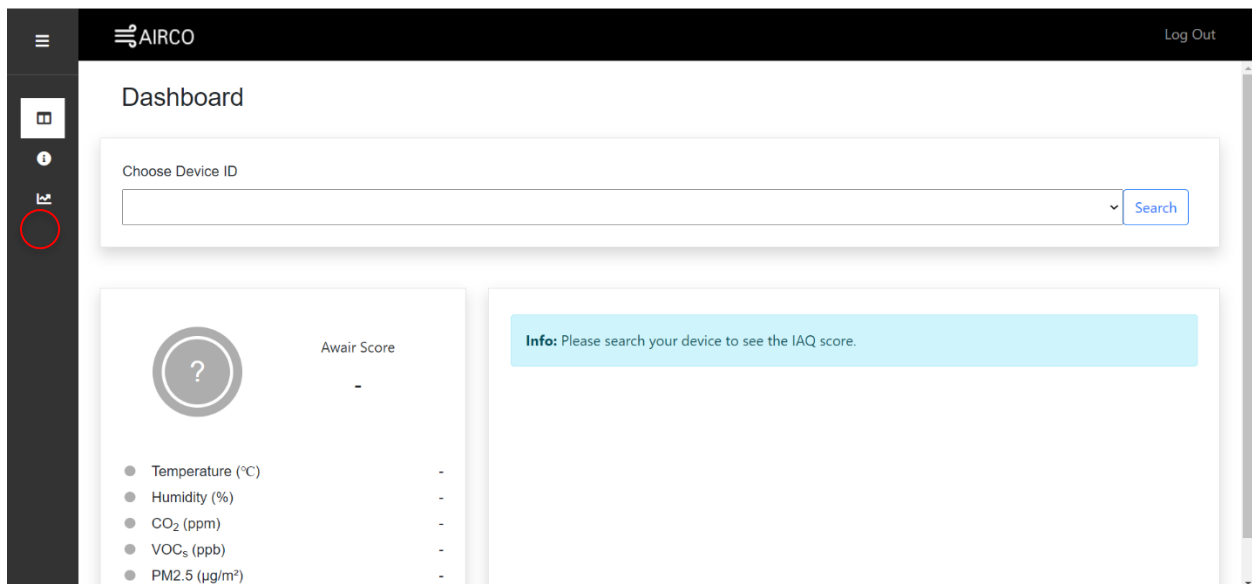 AIRCO
Log Out
Dashboard
Choose Device ID
Search
?
Awair Score
-
Info: Please search your device to see the IAQ score.
Temperature (℃) -
Humidity (%) -
CO₂ (ppm) -
VOCₛ (ppb) -
PM2.5 (µg/m²) -